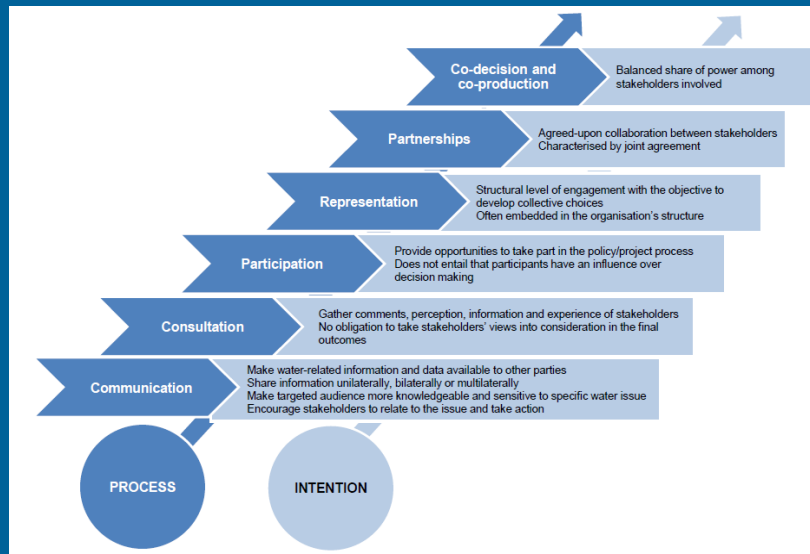 Co-decision and
co-production
Balanced share of power among
stakeholders involved
Partnerships
Agreed-upon collaboration between stakeholders
Characterised by joint agreement
Representation
Structural level of engagement with the objective to
develop collective choices
Often embedded in the organisation's structure
Participation
Provide opportunities to take part in the policy/project process
Does not entail that participants have an influence over
decision making
Consultation
Gather comments, perception, information and experience of stakeholders
No obligation to take stakeholders' views into consideration in the final
outcomes
Communication
Make water-related information and data available to other parties
Share information unilaterally, bilaterally or multilaterally
Make targeted audience more knowledgeable and sensitive to specific water issue
Encourage stakeholders to relate to the issue and take action
PROCESS
INTENTION